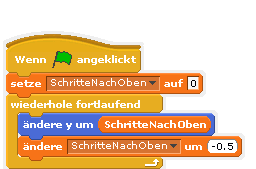 Wenn angeklickt
setze SchritteNachOben auf 0
wiederhole fortlaufend
ändere y um SchritteNachOben
ändere SchritteNachOben um -0.5